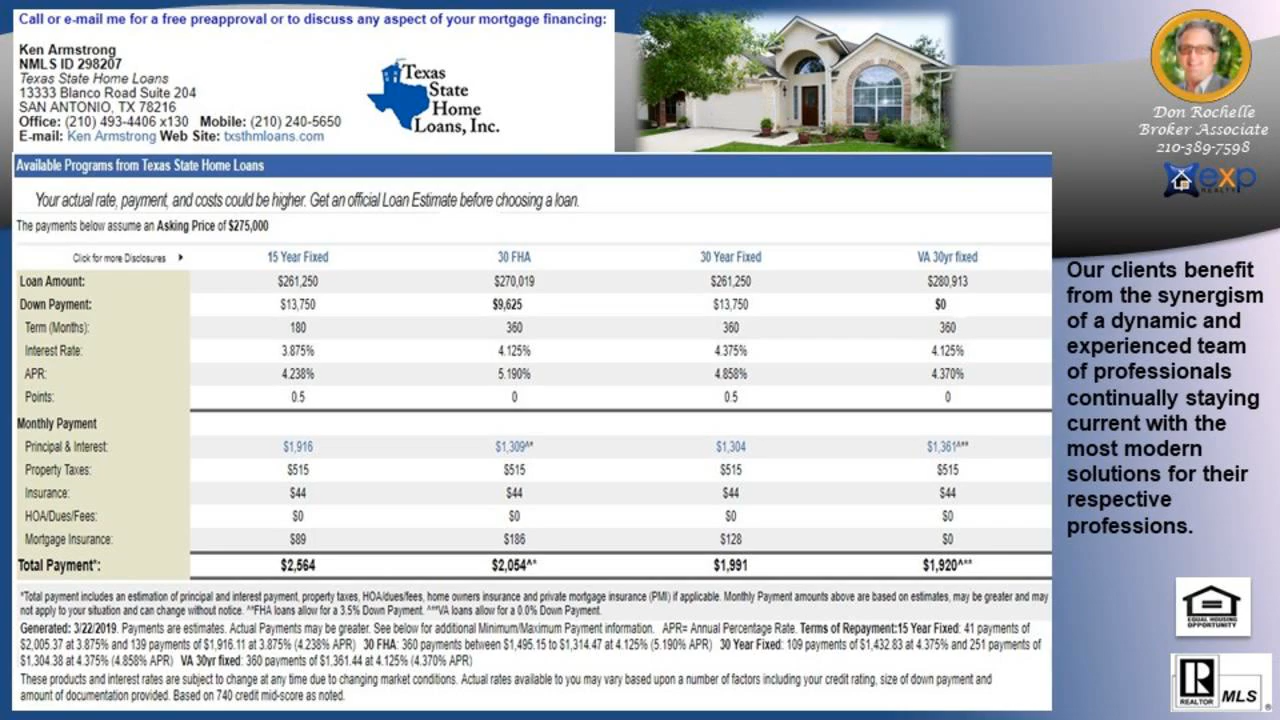 Call or e-mail me for a free preapproval or to discuss any aspect of your mortgage financing:
Ken Armstrong
NMLS ID 298207
Texas State Home Loans
13333 Blanco Road Suite 204
SAN ANTONIO, TX 78216
Office: (210) 493-4406 x130 Mobile: (210) 240-5650
E-mail: Ken Armstrong Web Site: txsthmloans.com
Texas
State
Home
Loans, Inc.
Don Rochelle
Broker Associate
210-389-7598
exp
REALTY
Available Programs from Texas State Home Loans
Your actual rate, payment, and costs could be higher. Get an official Loan Estimate before choosing a loan.
The payments below assume an Asking Price of $275,000
Click for more Disclosures 15 Year Fixed 30 FHA 30 Year Fixed VA 30yr fixed
Loan Amount: $261,250 $270,019 $261,250 $280,913
Down Payment: $13,750 $9,625 $13,750 $0
Term (Months): 180 360 360 360
Interest Rate: 3.875% 4.125% 4.375% 4.125%
APR: 4.238% 5.190% 4.858% 4.370%
Points: 0.5 0 0.5 0
Monthly Payment
Principal & Interest: $1,916 $1,309^* $1,304 $1,361^**
Property Taxes: $515 $515 $515 $515
Insurance: $44 $44 $44 $44
HOA/Dues/Fees: $0 $0 $0 $0
Mortgage Insurance: $89 $186 $128 $0
Total Payment*: $2,564 $2,054^* $1,991 $1,920^**
*Total payment includes an estimation of principal and interest payment, property taxes, HOA/dues/fees, home owners insurance and private mortgage insurance (PMI) if applicable. Monthly Payment amounts above are based on estimates, may be greater and may
not apply to your situation and can change without notice. ^*FHA loans allow for a 3.5% Down Payment. ^**VA loans allow for a 0.0% Down Payment.
Generated: 3/22/2019. Payments are estimates. Actual Payments may be greater. See below for additional Minimum/Maximum Payment information. APR= Annual Percentage Rate. Terms of Repayment:15 Year Fixed: 41 payments of
$2,005.37 at 3.875% and 139 payments of $1,916.11 at 3.875% (4.238% APR) 30 FHA: 360 payments between $1,495.15 to $1,314.47 at 4.125% (5.190% APR) 30 Year Fixed: 109 payments of $1,432.83 at 4.375% and 251 payments of
$1,304.38 at 4.375% (4.858% APR) VA 30yr fixed: 360 payments of $1,361.44 at 4.125% (4.370% APR)
These products and interest rates are subject to change at any time due to changing market conditions. Actual rates available to you may vary based upon a number of factors including your credit rating, size of down payment and
amount of documentation provided. Based on 740 credit mid-score as noted.
Our clients benefit
from the synergism
of a dynamic and
experienced team
of professionals
continually staying
current with the
most modern
solutions for their
respective
professions.
EQUAL HOUSING
OPPORTUNITY
R
REALTOR
MLS
®